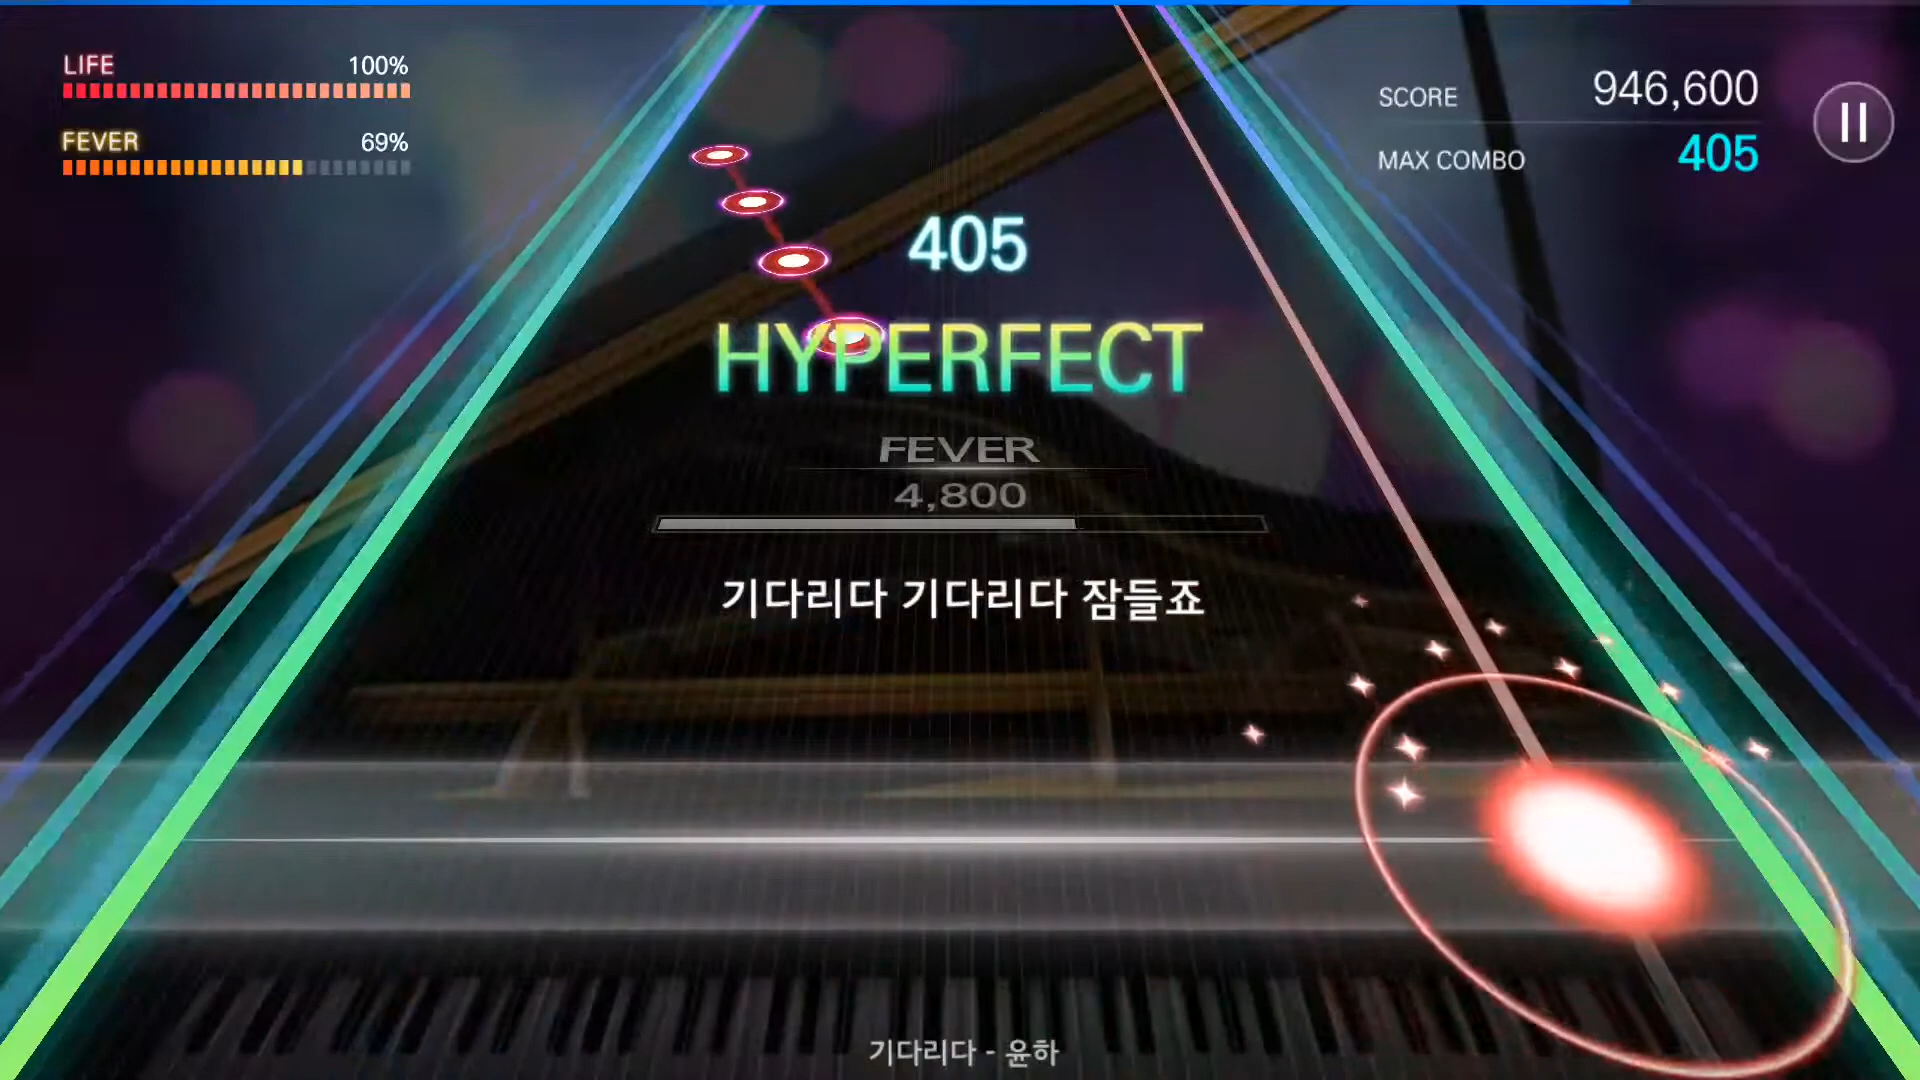 LIFE 100%
FEVER 69%
SCORE 946,600
MAX COMBO 405
405
HYPERFECT
FEVER
4,800
기다리다 기다리다 잠들죠
기다리다 - 윤하